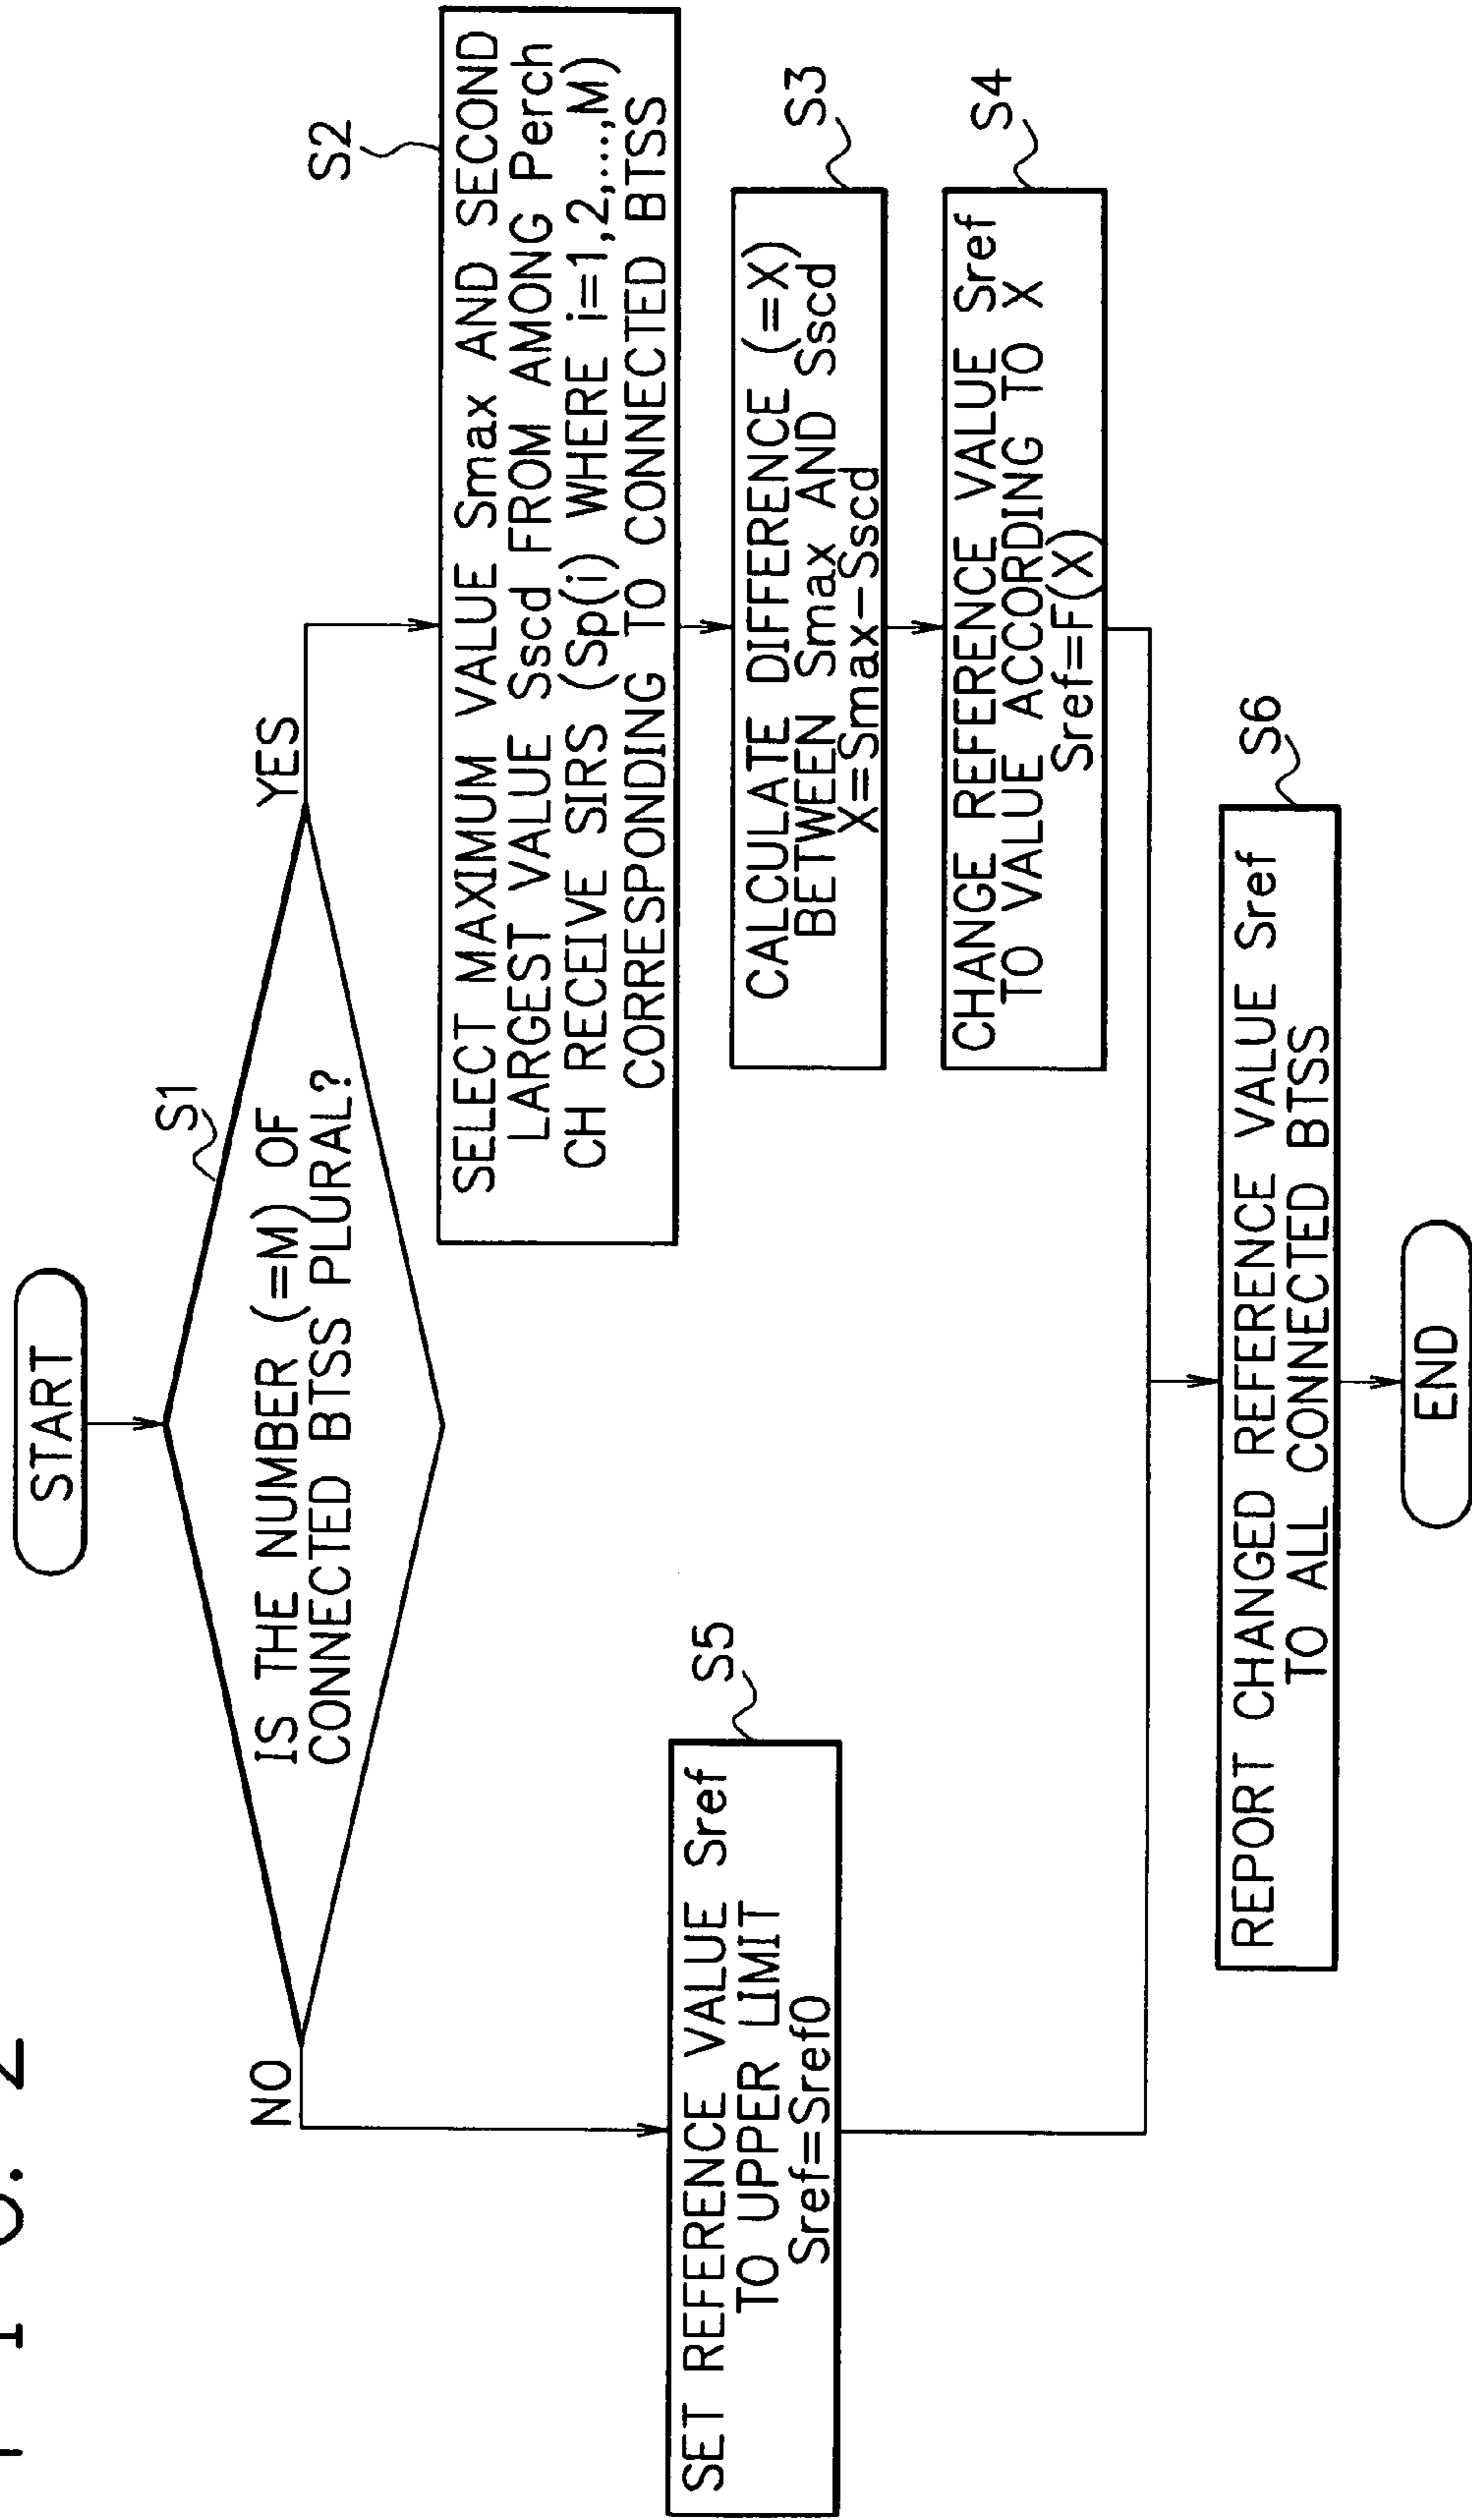 FIG. 2
START
S1
IS THE NUMBER (=M) OF
CONNECTED BTSS PLURAL?
NO
YES
S2
SELECT MAXIMUM VALUE Smax AND SECOND
LARGEST VALUE Sscd FROM AMONG Perch
CH RECEIVE SIRS (Sp(i) WHERE i=1,2,...,M)
CORRESPONDING TO CONNECTED BTSS
S3
CALCULATE DIFFERENCE (=X)
BETWEEN Smax AND Sscd
X=Smax-Sscd
S4
CHANGE REFERENCE VALUE Sref
TO VALUE ACCORDING TO X
Sref=F(X)
S5
SET REFERENCE VALUE Sref
TO UPPER LIMIT
Sref=Sref0
S6
REPORT CHANGED REFERENCE VALUE Sref
TO ALL CONNECTED BTSS
END